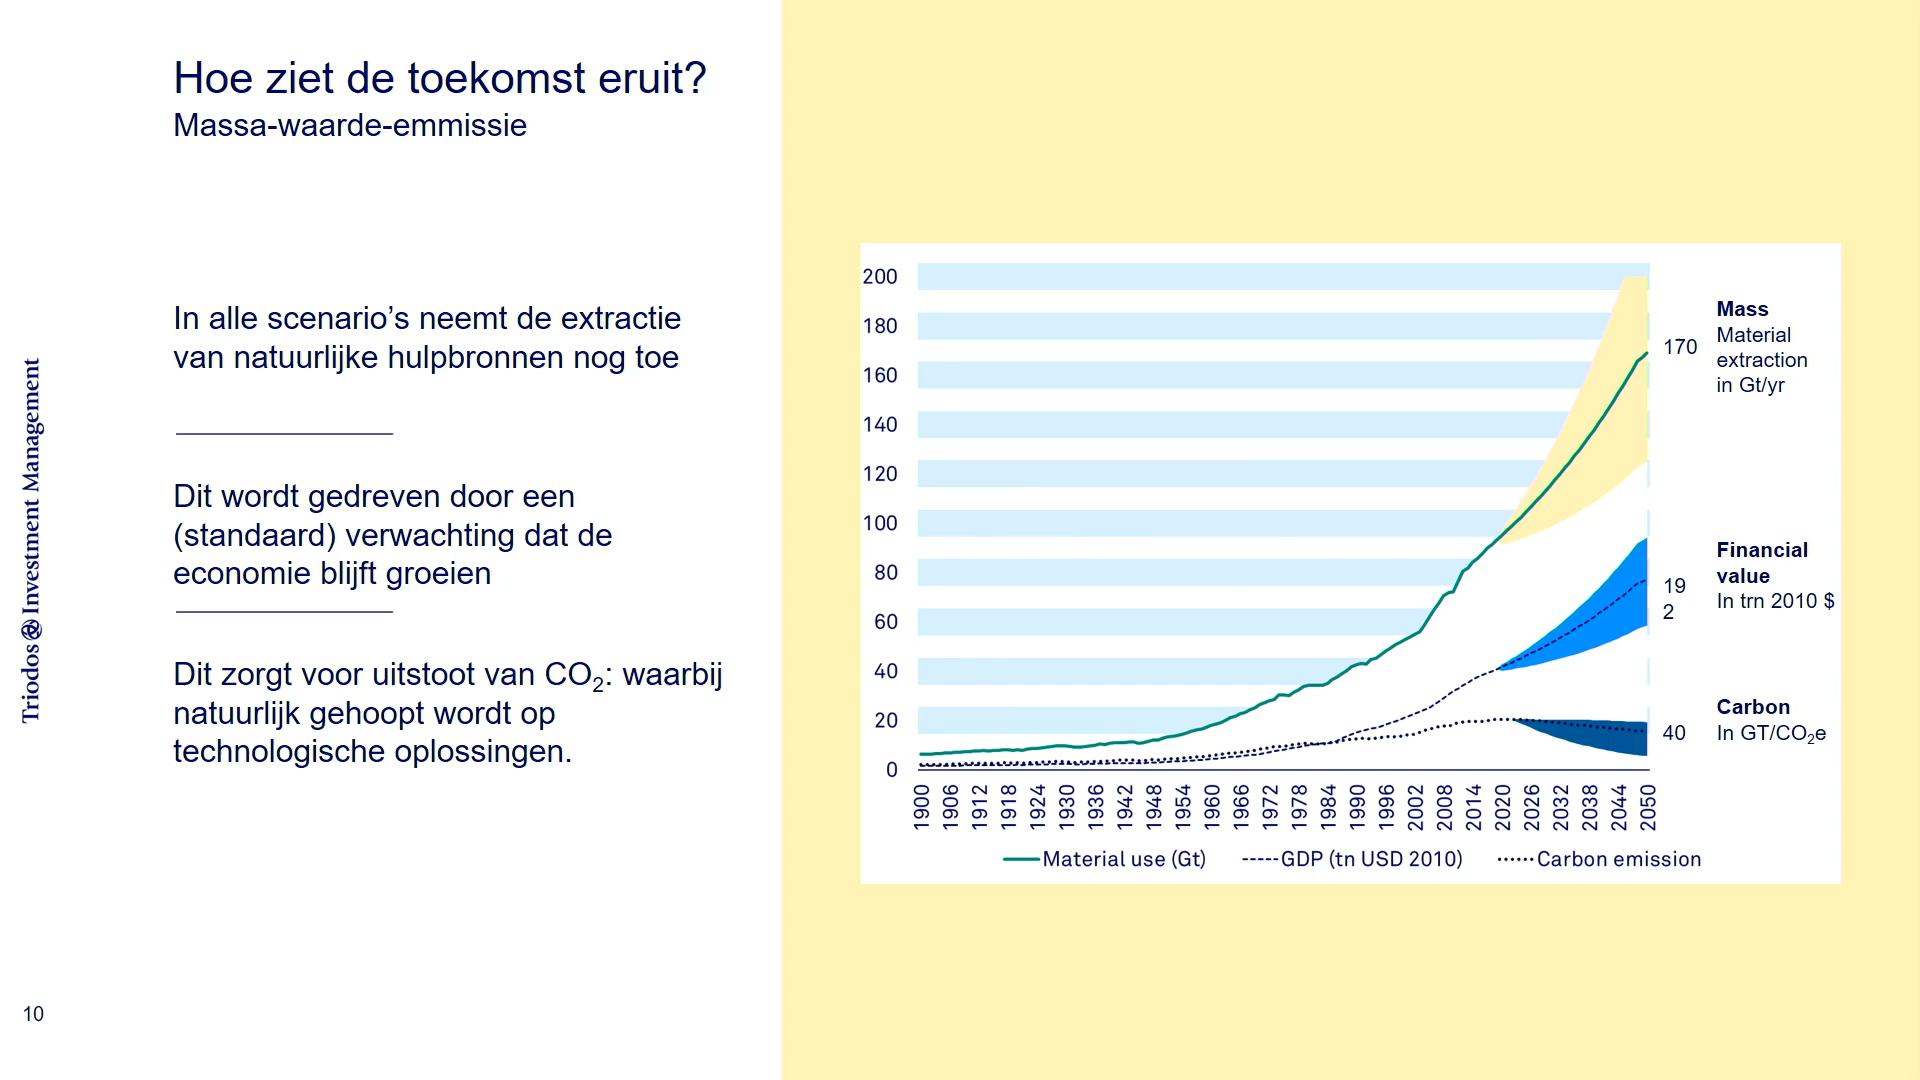 Hoe ziet de toekomst eruit?
Massa-waarde-emmissie
In alle scenario’s neemt de extractie
van natuurlijke hulpbronnen nog toe
Dit wordt gedreven door een
(standaard) verwachting dat de
economie blijft groeien
Dit zorgt voor uitstoot van CO₂: waarbij
natuurlijk gehoopt wordt op
technologische oplossingen.
Triodos Investment Management
10
200
180
160
140
120
100
80
60
40
20
0
1900 1906 1912 1918 1924 1930 1936 1942 1948 1954 1960 1966 1972 1978 1984 1990 1996 2002 2008 2014 2020 2026 2032 2038 2044 2050
Material use (Gt) GDP (tn USD 2010) Carbon emission
170
Mass
Material
extraction
in Gt/yr
19
2
Financial
value
In trn 2010 $
40
Carbon
In GT/CO₂e